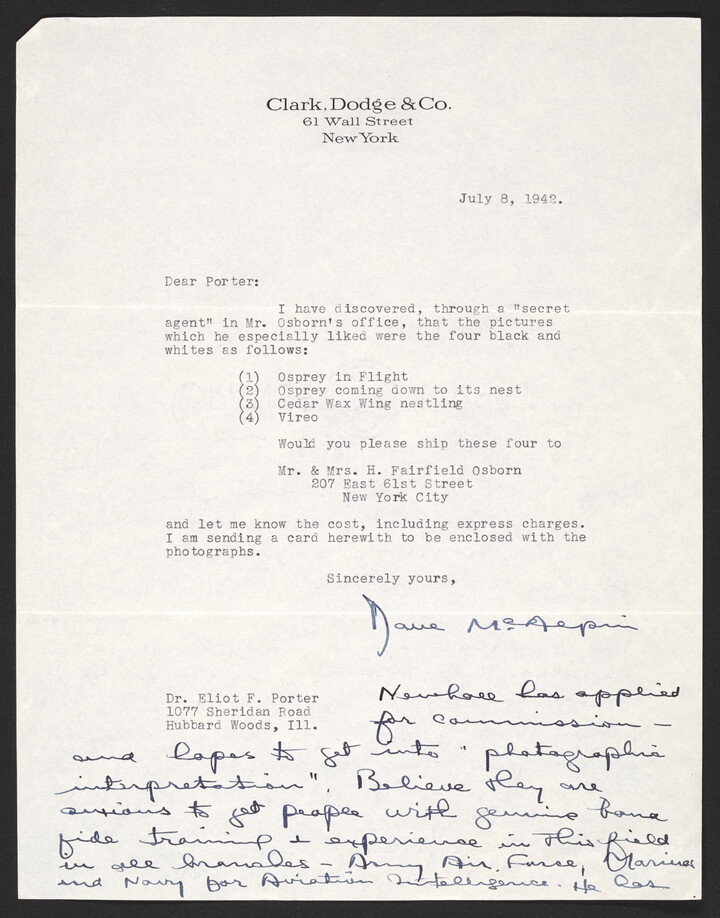 Clark, Dodge & Co.
61 Wall Street
New York
July 8, 1942.
Dear Porter:
I have discovered, through a "secret
agent" in Mr. Osborn's office, that the pictures
which he especially liked were the four black and
whites as follows:
(1) Osprey in Flight
(2) Osprey coming down to its nest
(3) Cedar Wax Wing nestling
(4) Vireo
Would you please ship these four to
Mr. & Mrs. H. Fairfield Osborn
207 East 61st Street
New York City
and let me know the cost, including express charges.
I am sending a card herewith to be enclosed with the
photographs.
Sincerely yours,
Dave McAlpin
Dr. Eliot F. Porter
1077 Sheridan Road
Hubbard Woods, Ill.
Newhall has applied
for commission –
and hopes to get into "photographic
interpretation". Believe they are
anxious to get people with genuine bona
fide training & experience in this field
in all branches – Army Air Force, Marines
and Navy for Aviation Intelligence. He has